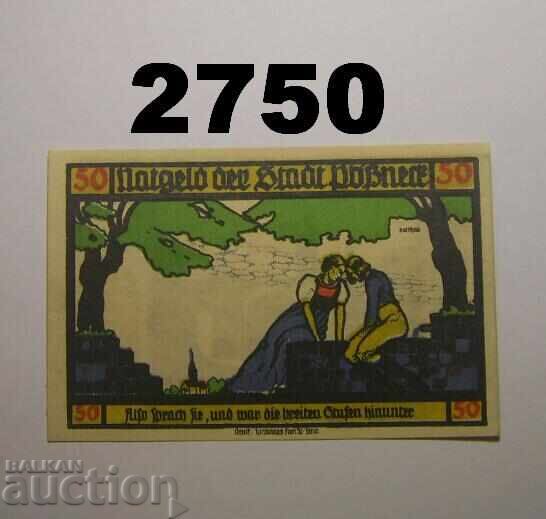 2750
50 Notgeld der Stadt Pößneck 50
50 Also sprach sie, und war die breiten Stufen hinunter 50
BALKAN
auction